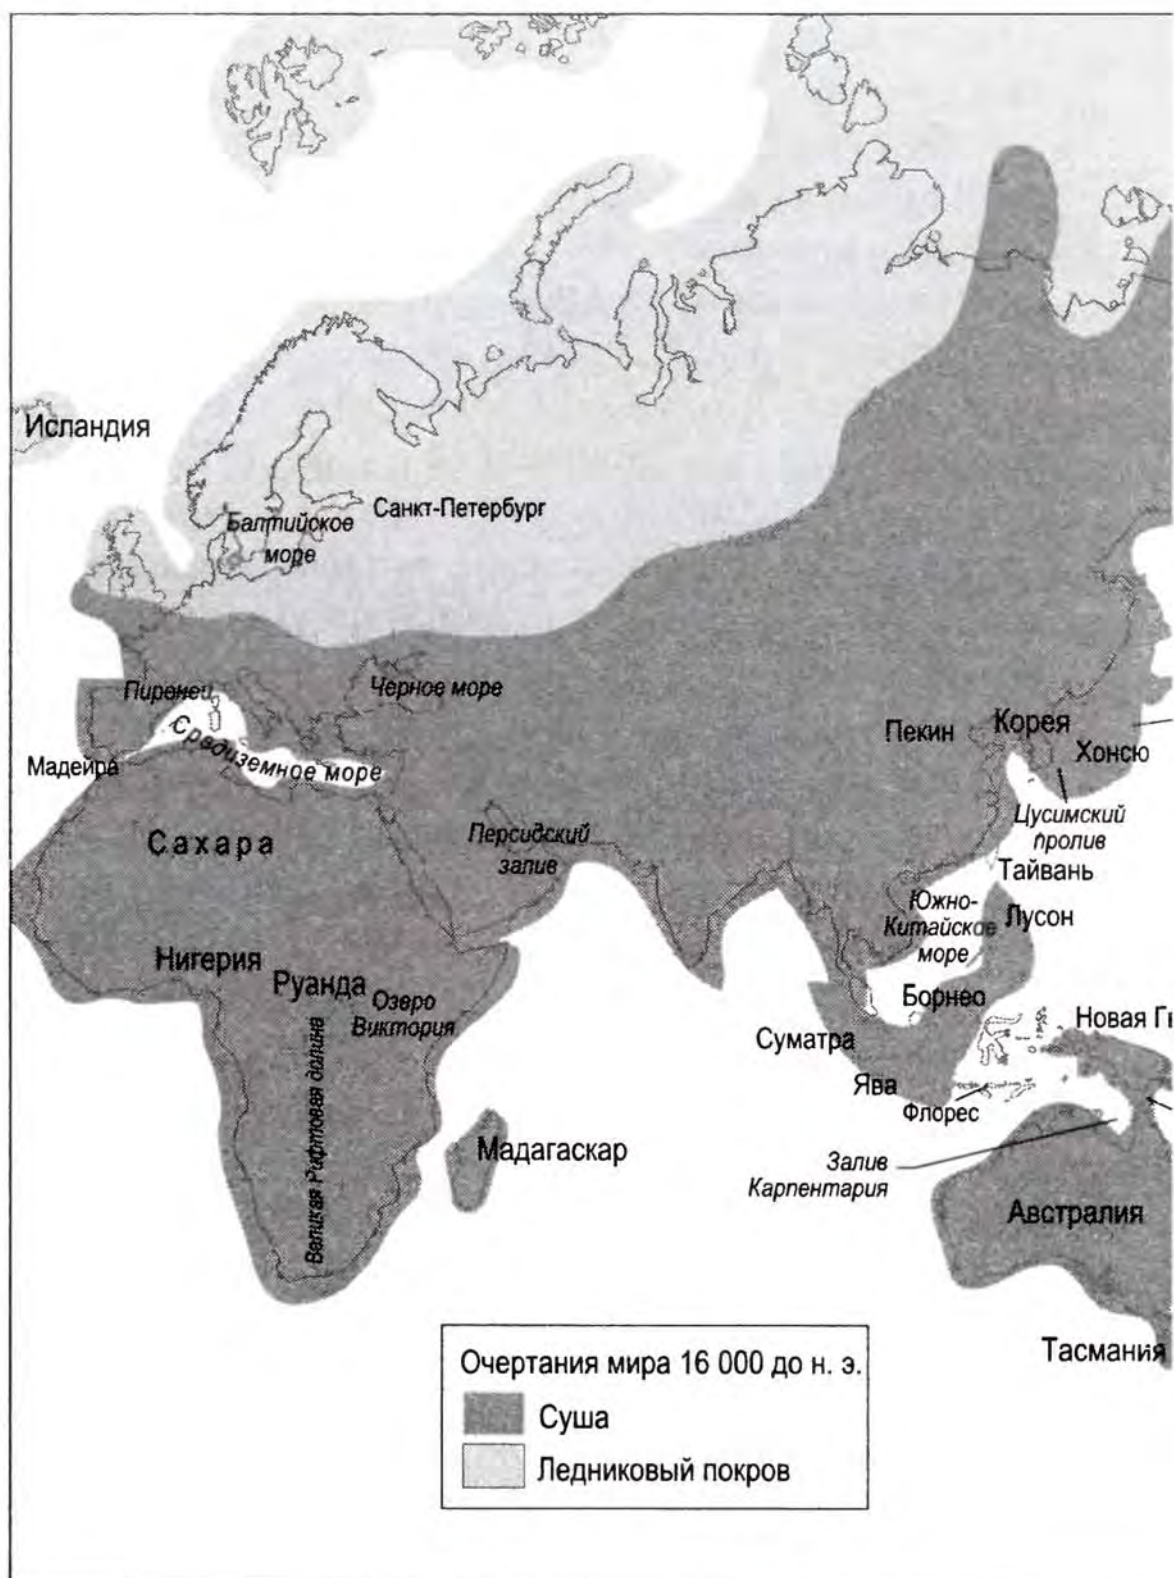 Исландия
Санкт-Петербург
Балтийское
море
Пиренеи
Черное море
Средиземное море
Мадейра
Пекин
Корея
Хонсю
Цусимский
пролив
Тайвань
Сахара
Персидский
залив
Южно-
Китайское
море
Лусон
Нигерия
Руанда
Озеро
Виктория
Великая Рифтовая долина
Борнео
Суматра
Ява
Флорес
Новая Г
Мадагаскар
Залив
Карпентария
Австралия
Тасмания
Очертания мира 16 000 до н. э.
Суша
Ледниковый покров